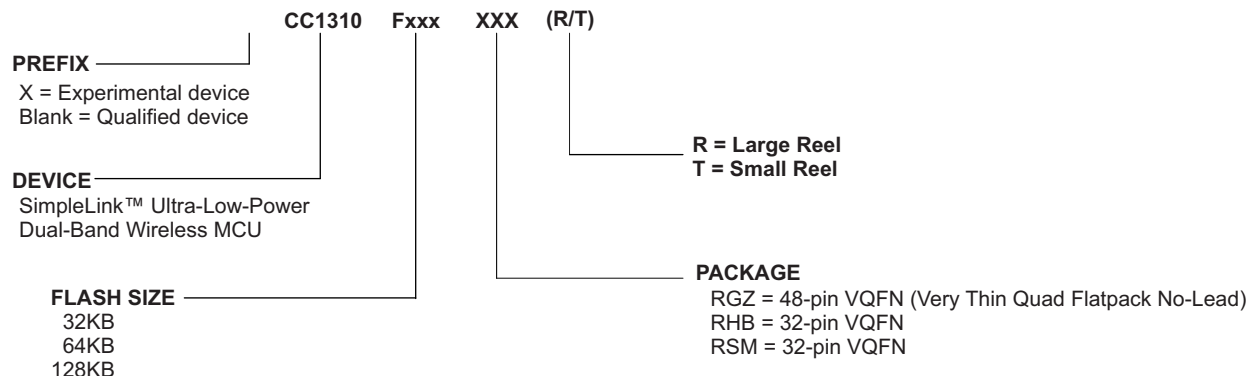 CC1310 Fxxx XXX (R/T)
PREFIX
X = Experimental device
Blank = Qualified device
R = Large Reel
T = Small Reel
DEVICE
SimpleLink™ Ultra-Low-Power
Dual-Band Wireless MCU
PACKAGE
RGZ = 48-pin VQFN (Very Thin Quad Flatpack No-Lead)
RHB = 32-pin VQFN
RSM = 32-pin VQFN
FLASH SIZE
32KB
64KB
128KB